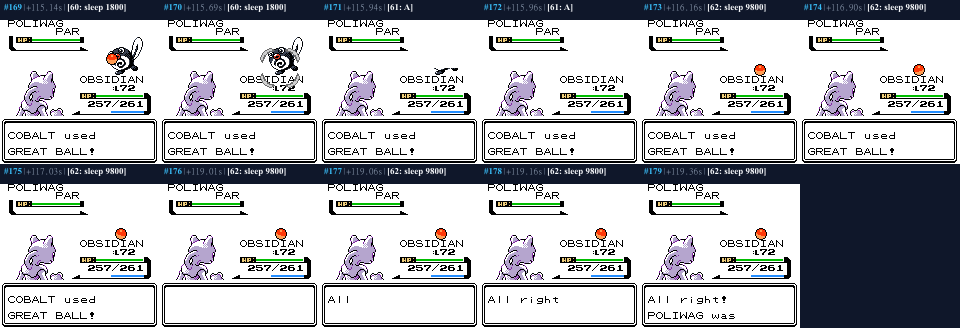 #169|+115.14s| [60: sleep 1800]
POLIWAG
PAR
HP:
OBSIDIAN
:L72
HP:
257/261
COBALT used
GREAT BALL!
#170|+115.69s| [60: sleep 1800]
POLIWAG
PAR
HP:
OBSIDIAN
:L72
HP:
257/261
COBALT used
GREAT BALL!
#171|+115.94s| [61: A]
POLIWAG
PAR
HP:
OBSIDIAN
:L72
HP:
257/261
COBALT used
GREAT BALL!
#172|+115.96s| [61: A]
POLIWAG
PAR
HP:
OBSIDIAN
:L72
HP:
257/261
COBALT used
GREAT BALL!
#173|+116.16s| [62: sleep 9800]
POLIWAG
PAR
HP:
OBSIDIAN
:L72
HP:
257/261
COBALT used
GREAT BALL!
#174|+116.90s| [62: sleep 9800]
POLIWAG
PAR
HP:
OBSIDIAN
:L72
HP:
257/261
COBALT used
GREAT BALL!
#175|+117.03s| [62: sleep 9800]
POLIWAG
PAR
HP:
OBSIDIAN
:L72
HP:
257/261
COBALT used
GREAT BALL!
#176|+119.01s| [62: sleep 9800]
POLIWAG
PAR
HP:
OBSIDIAN
:L72
HP:
257/261
#177|+119.06s| [62: sleep 9800]
POLIWAG
PAR
HP:
OBSIDIAN
:L72
HP:
257/261
All
#178|+119.16s| [62: sleep 9800]
POLIWAG
PAR
HP:
OBSIDIAN
:L72
HP:
257/261
All right
#179|+119.36s| [62: sleep 9800]
POLIWAG
PAR
HP:
OBSIDIAN
:L72
HP:
257/261
All right!
POLIWAG was